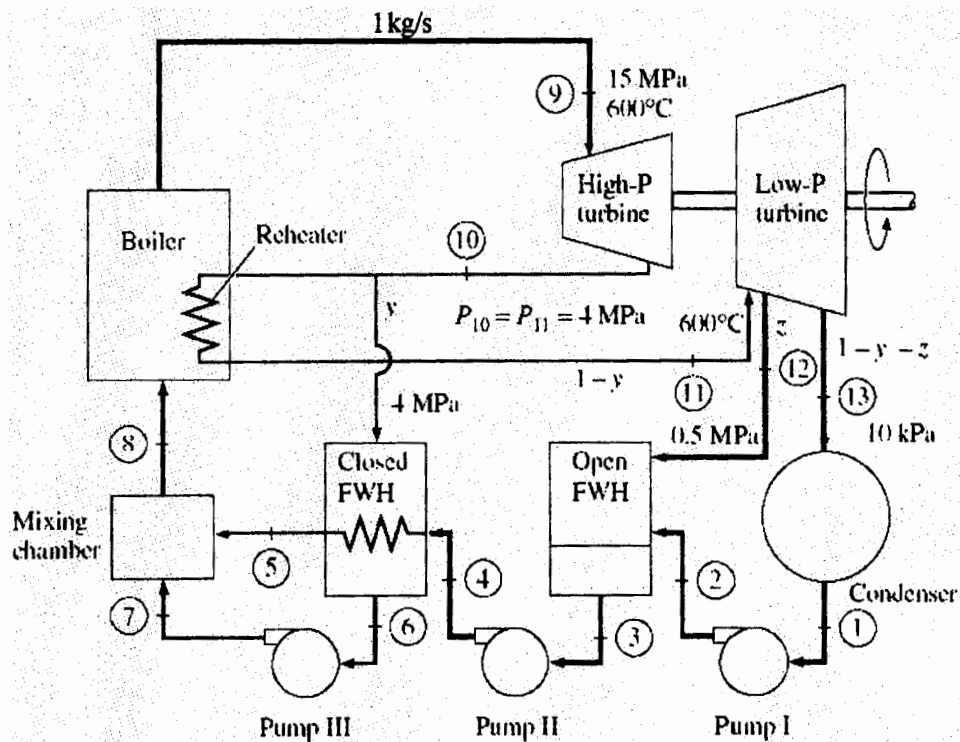 1 kg/s
9
15 MPa
600°C
High-P
turbine
Low-P
turbine
Boiler
Reheater
10
y
P10 = P11 = 4 MPa
600°C
z
1 – y
11
12
1 – y – z
13
4 MPa
0.5 MPa
10 kPa
8
Closed
FWH
Open
FWH
Mixing
chamber
5
4
2
Condenser
7
6
3
1
Pump III
Pump II
Pump I